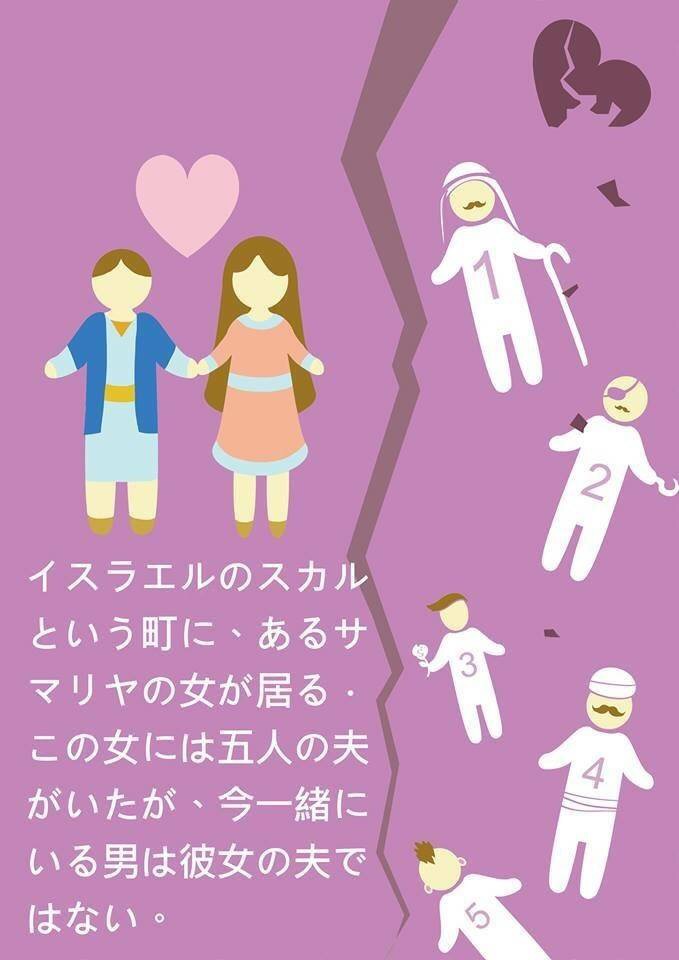 イスラエルのスカル
という町に、あるサ
マリヤの女が居る．
この女には五人の夫
がいたが、今一緒に
いる男は彼女の夫で
はない。
1
2
3
4
5